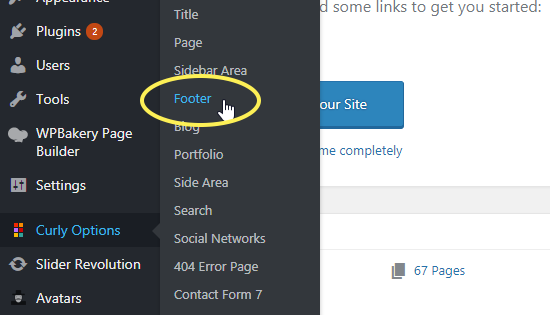 Appearance
Plugins 2
Users
Tools
WPBakery Page
Builder
Settings
Curly Options
Slider Revolution
Avatars
Title
Page
Sidebar Area
Footer
Blog
Portfolio
Side Area
Search
Social Networks
404 Error Page
Contact Form 7
d some links to get you started:
our Site
me completely
67 Pages